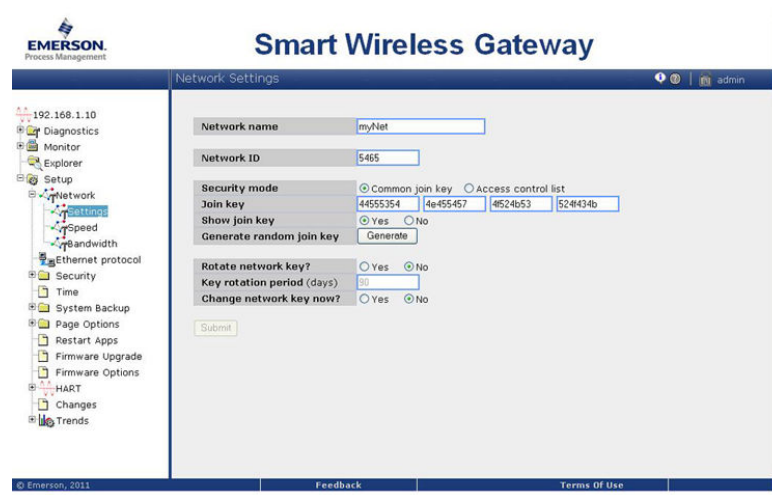 EMERSON.
Process Management
Smart Wireless Gateway
Network Settings
admin
192.168.1.10
Diagnostics
Monitor
Explorer
Setup
Network
Settings
Speed
Bandwidth
Ethernet protocol
Security
Time
System Backup
Page Options
Restart Apps
Firmware Upgrade
Firmware Options
HART
Changes
Trends
Network name myNet
Network ID 5465
Security mode Common join key Access control list
Join key 44555354 4e455457 4f524b53 524f434b
Show join key Yes No
Generate random join key Generate
Rotate network key? Yes No
Key rotation period (days) 90
Change network key now? Yes No
Submit
© Emerson, 2011 Feedback Terms Of Use